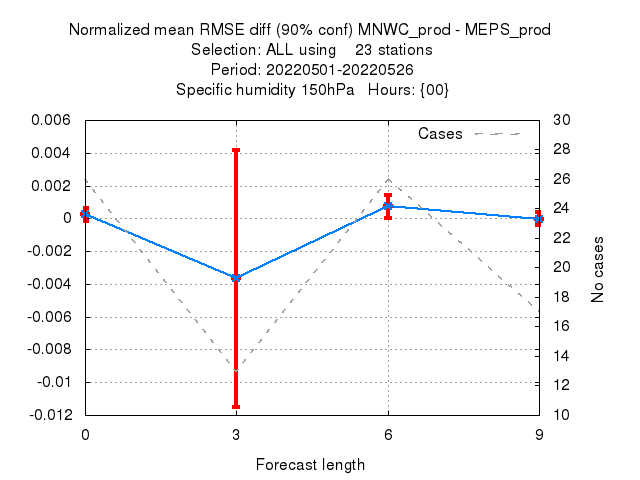 Normalized mean RMSE diff (90% conf) MNWC_prod - MEPS_prod
Selection: ALL using    23 stations
Period: 20220501-20220526
Specific humidity 150hPa   Hours: {00}
Cases
0.006
0.004
0.002
0
-0.002
-0.004
-0.006
-0.008
-0.01
-0.012
30
28
26
24
22
20
18
16
14
12
10
No cases
0 3 6 9
Forecast length